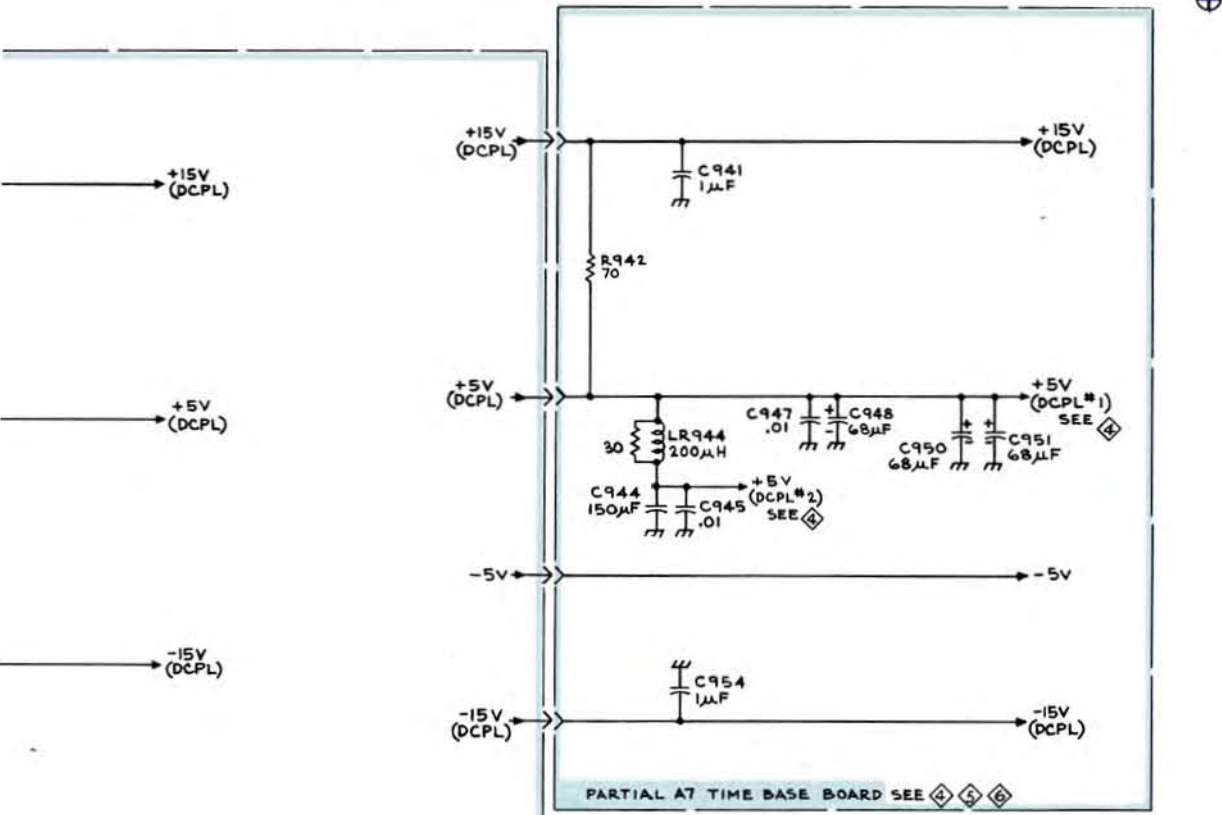 +15V
(DCPL)
+5V
(DCPL)
-15V
(DCPL)
+15V
(DCPL)
C941
1µF
+15V
(DCPL)
R942
70
+5V
(DCPL)
30
LR944
200µH
C944
150µF
C945
.01
+5V
(DCPL#2)
SEE 4
C947
.01
+
-
C948
68µF
C950
68µF
+
+
C951
68µF
+5V
(DCPL#1)
SEE 4
-5V
-5V
C954
1µF
-15V
(DCPL)
-15V
(DCPL)
PARTIAL A7 TIME BASE BOARD SEE 4 5 6